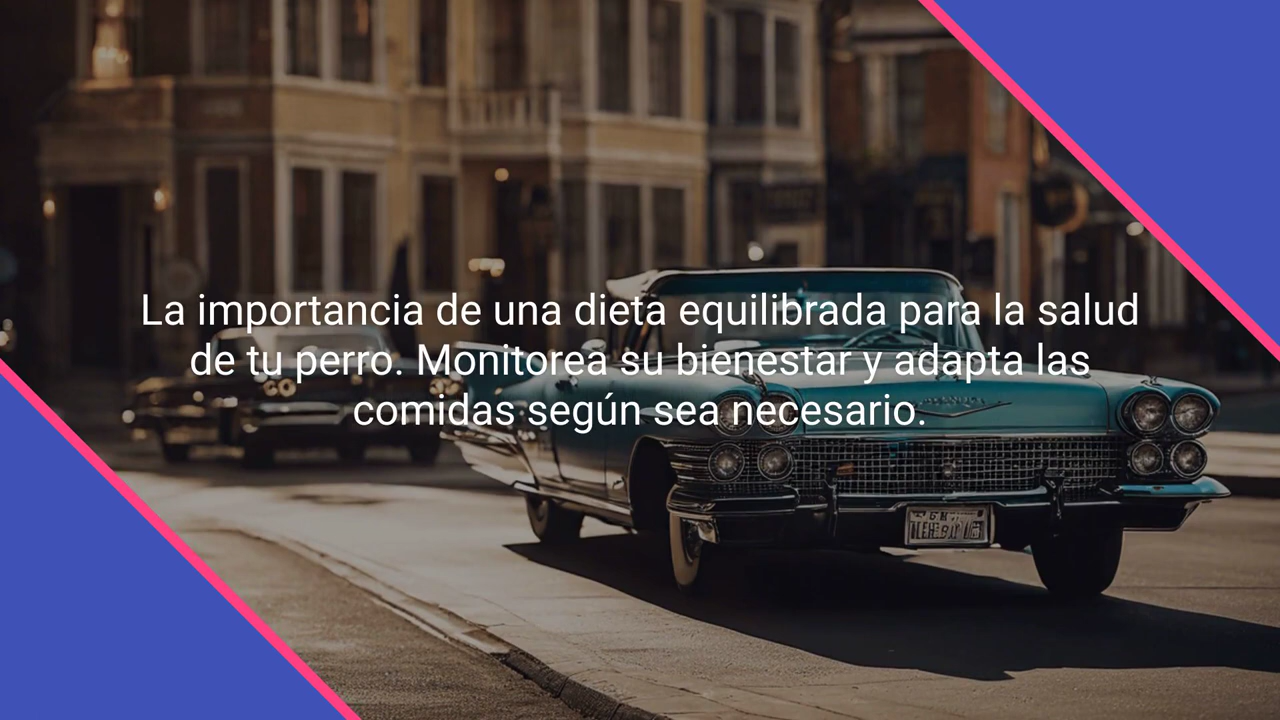 La importancia de una dieta equilibrada para la salud
de tu perro. Monitorea su bienestar y adapta las
comidas según sea necesario.